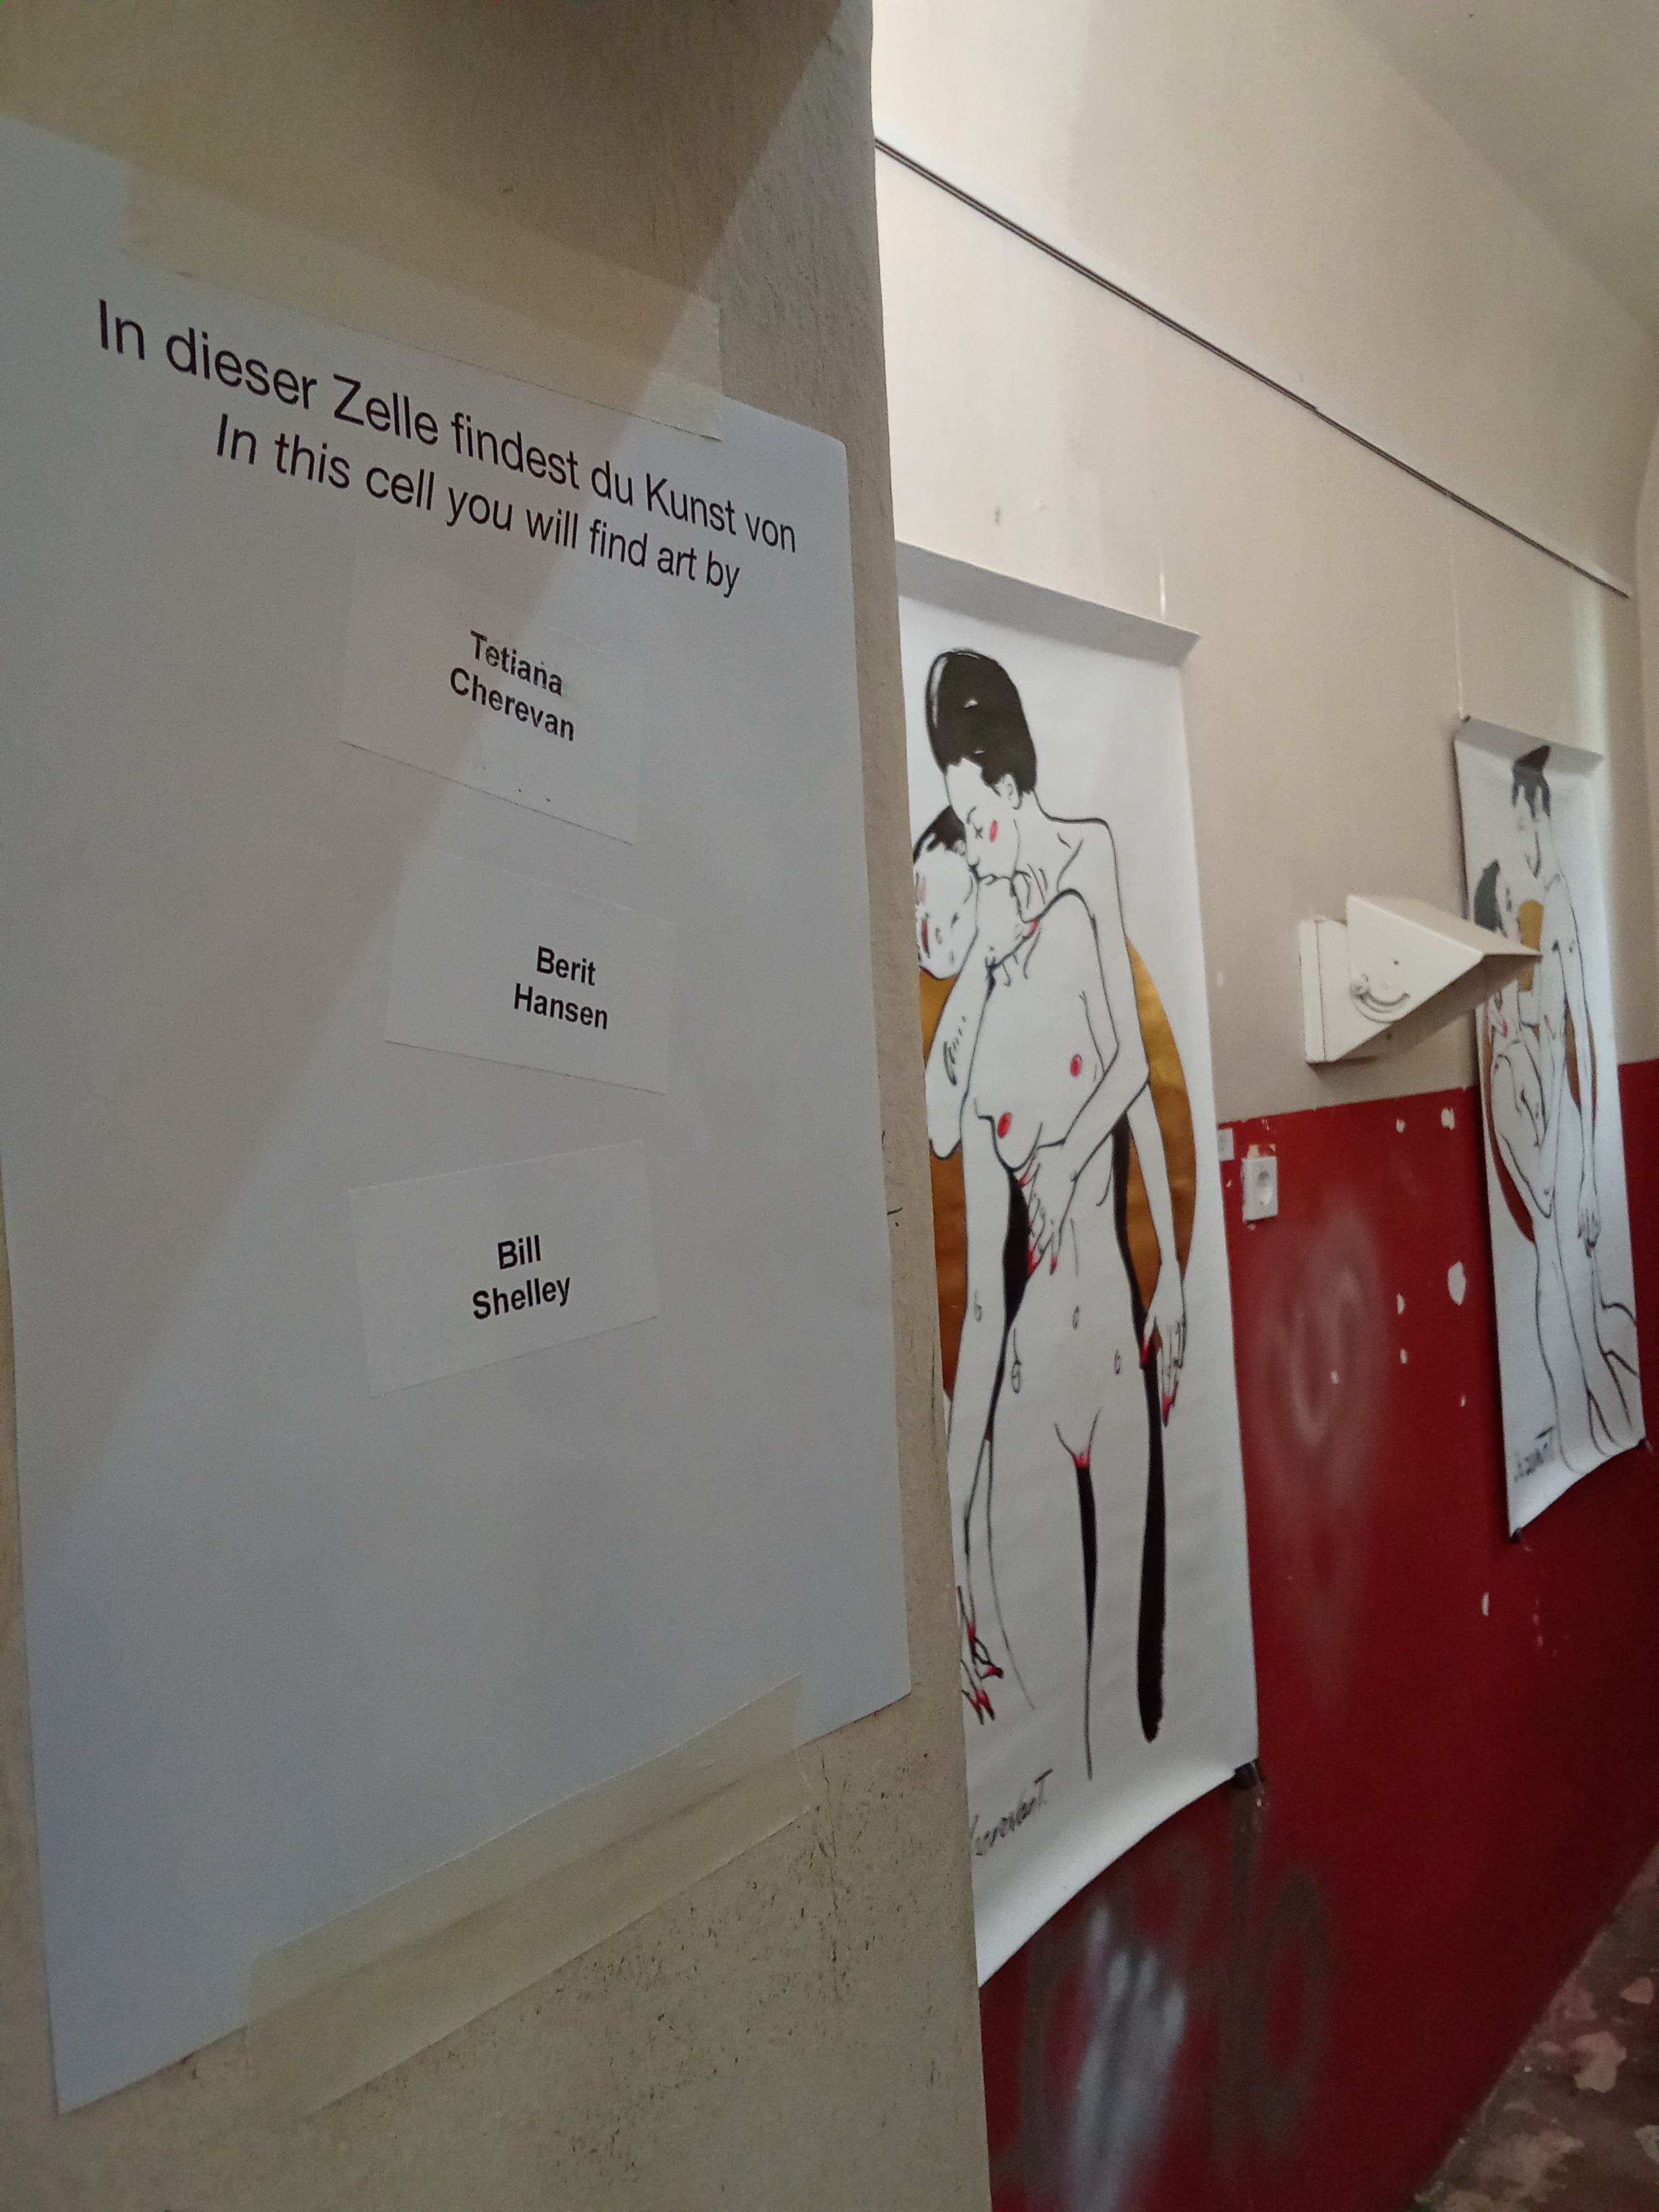 In dieser Zelle findest du Kunst von
In this cell you will find art by
Tetiana
Cherevan
Berit
Hansen
Bill
Shelley